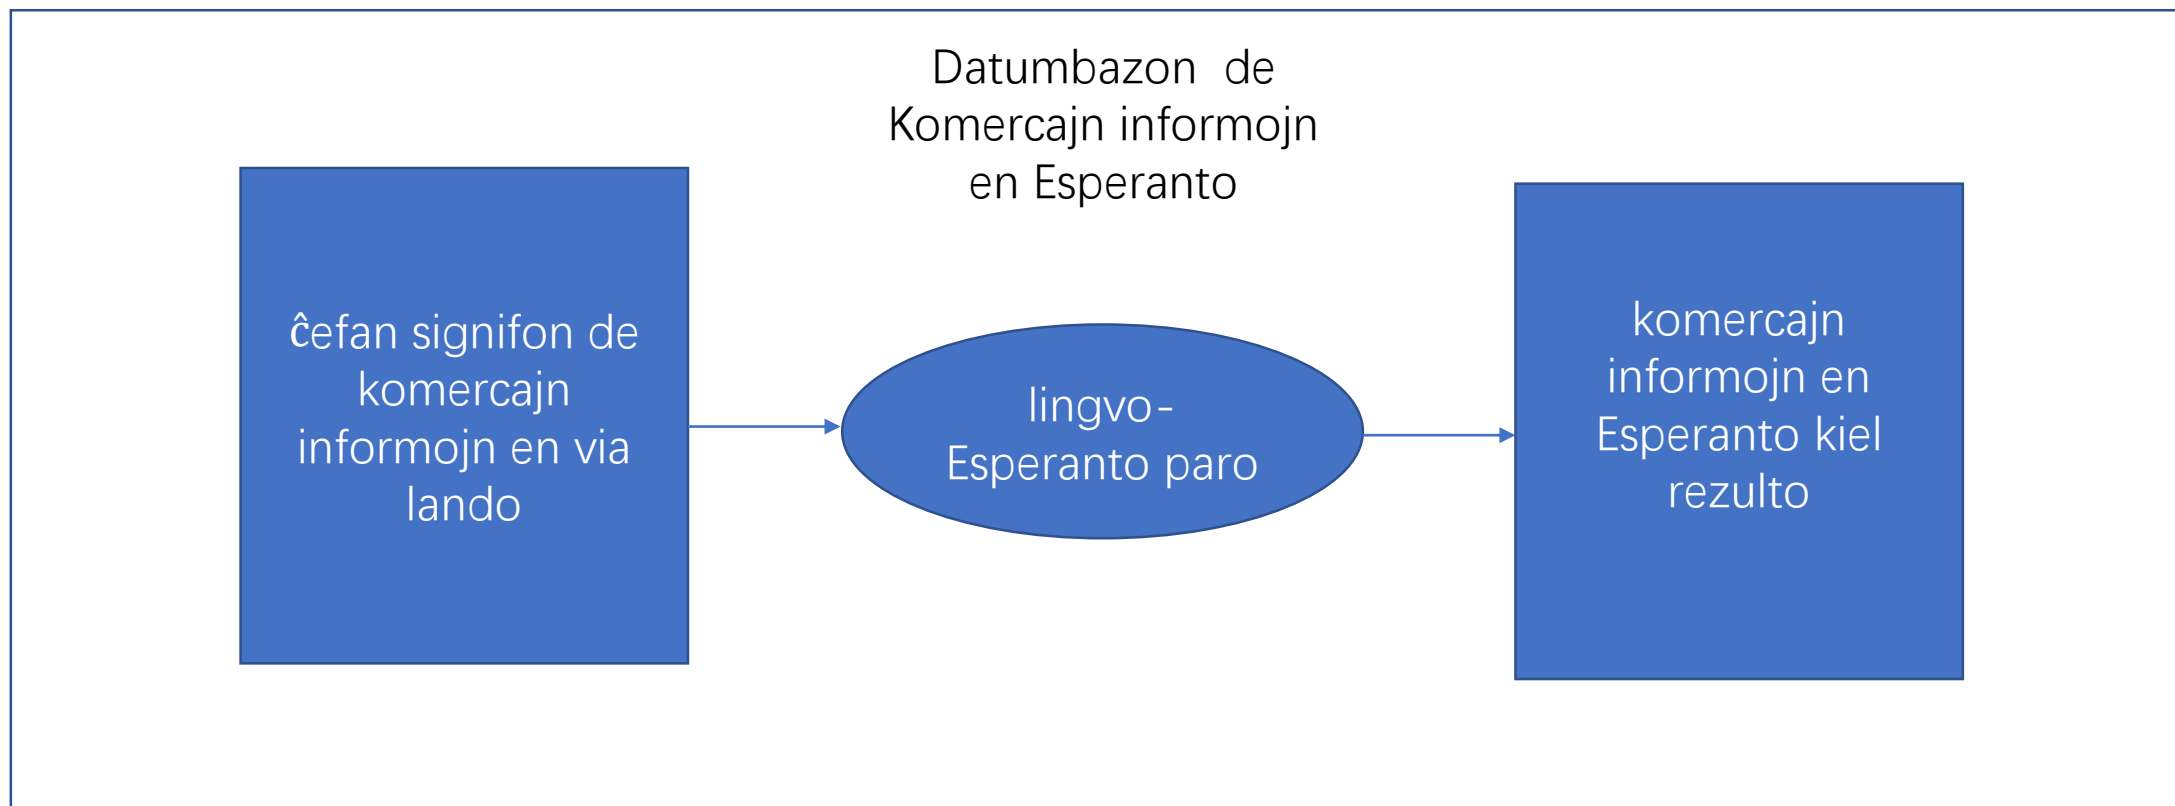 Datumbazon de
Komercajn informojn
en Esperanto
ĉefan signifon de
komercajn
informojn en via
lando
lingvo-
Esperanto paro
komercajn
informojn en
Esperanto kiel
rezulto